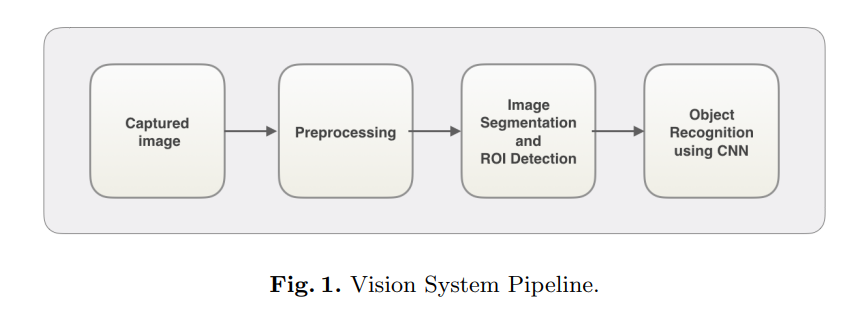 Captured
image
Preprocessing
Image
Segmentation
and
ROI Detection
Object
Recognition
using CNN
Fig. 1. Vision System Pipeline.